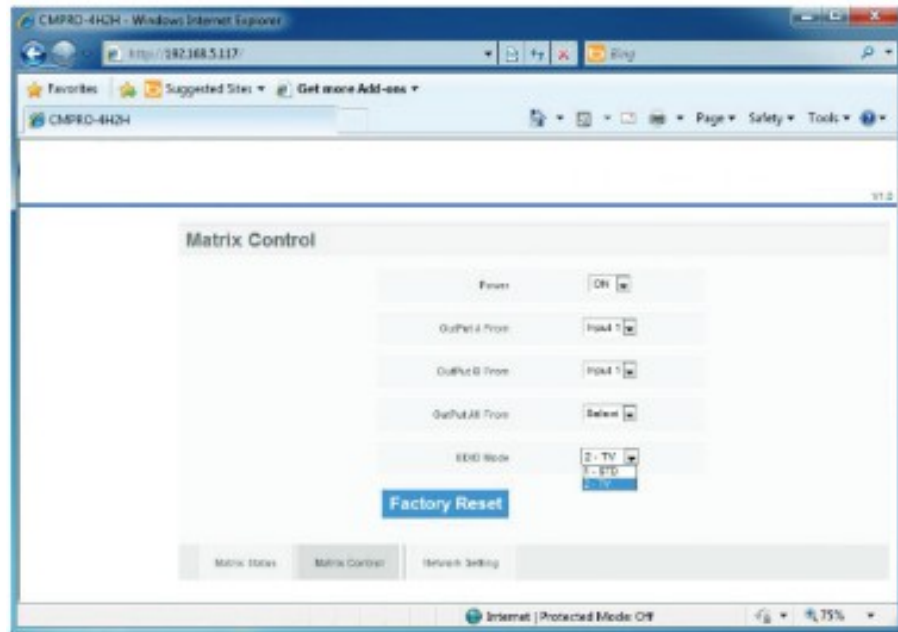 CMPRO-4H2H - Windows Internet Explorer
http://192.168.5.117/
Bing
Favorites Suggested Sites Get more Add-ons
CMPRO-4H2H
Page Safety Tools
V1.0
Matrix Control
Power ON
OutPut A From Input 1
OutPut B From Input 1
OutPut All From Select
EDID Mode 2 - TV
1 - STD
2 - TV
Factory Reset
Matrix Status Matrix Control Network Setting
Internet | Protected Mode: Off 75%